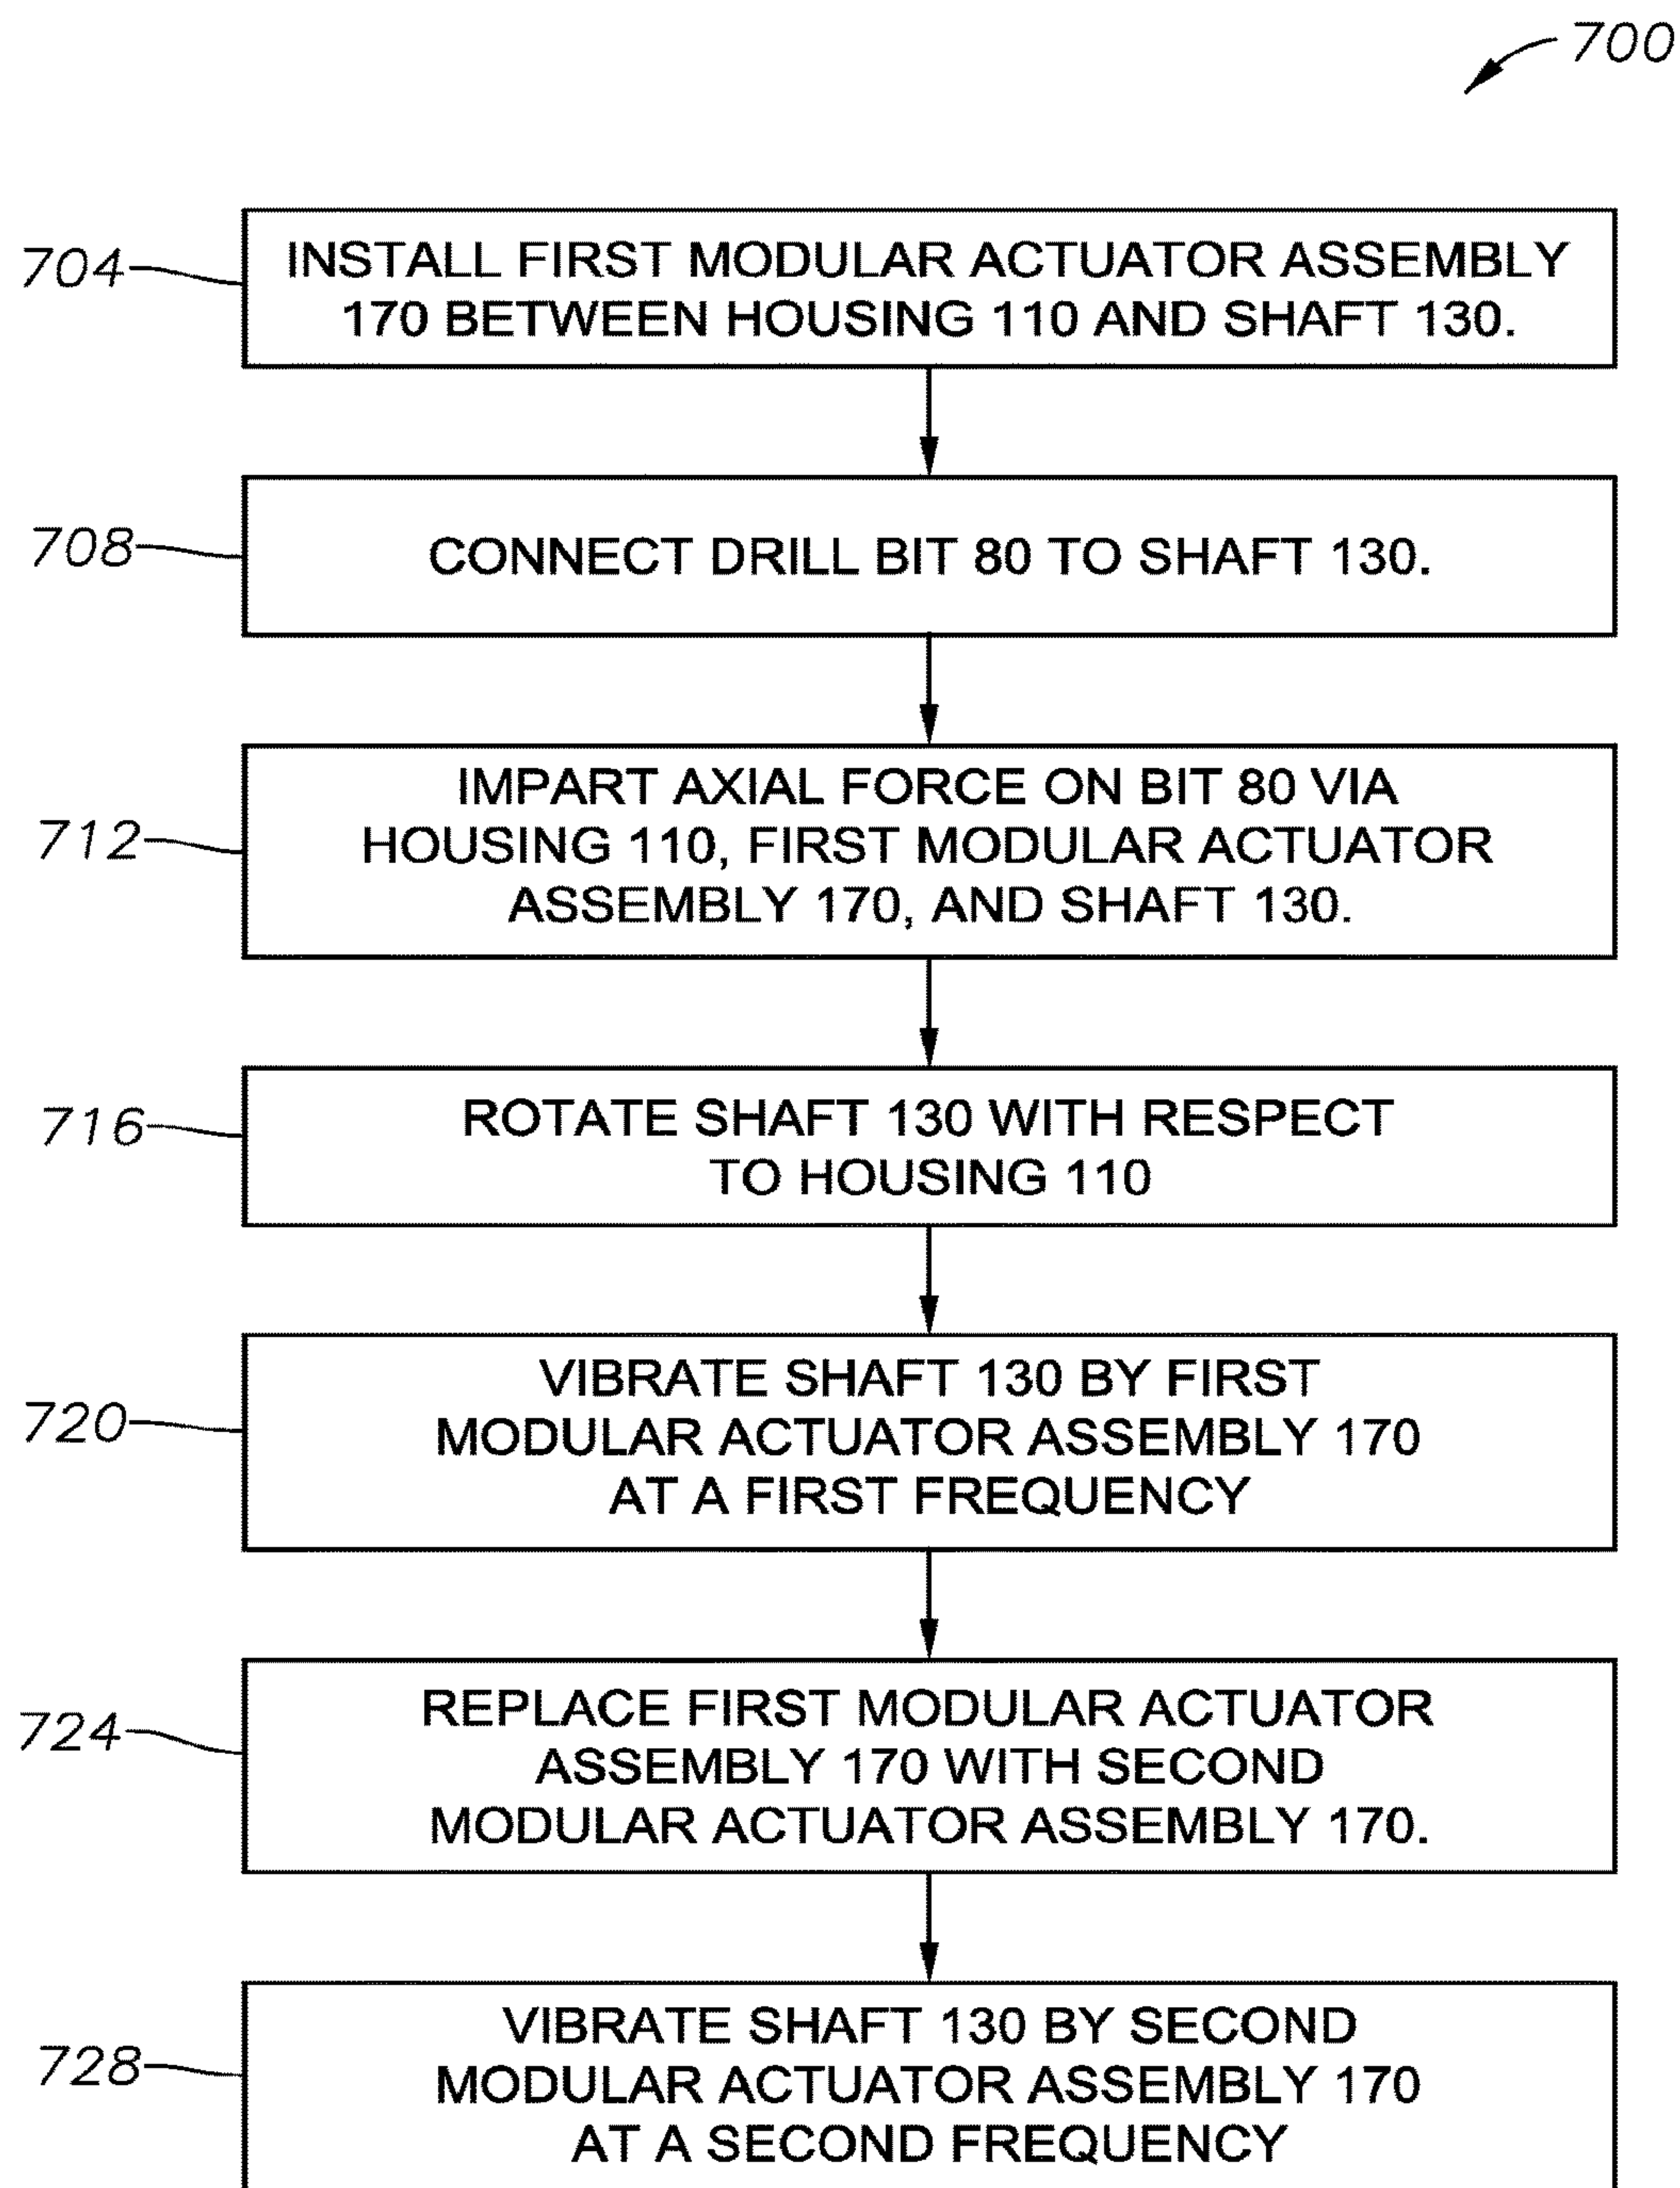 700
704
INSTALL FIRST MODULAR ACTUATOR ASSEMBLY
170 BETWEEN HOUSING 110 AND SHAFT 130.
708
CONNECT DRILL BIT 80 TO SHAFT 130.
712
IMPART AXIAL FORCE ON BIT 80 VIA
HOUSING 110, FIRST MODULAR ACTUATOR
ASSEMBLY 170, AND SHAFT 130.
716
ROTATE SHAFT 130 WITH RESPECT
TO HOUSING 110
720
VIBRATE SHAFT 130 BY FIRST
MODULAR ACTUATOR ASSEMBLY 170
AT A FIRST FREQUENCY
724
REPLACE FIRST MODULAR ACTUATOR
ASSEMBLY 170 WITH SECOND
MODULAR ACTUATOR ASSEMBLY 170.
728
VIBRATE SHAFT 130 BY SECOND
MODULAR ACTUATOR ASSEMBLY 170
AT A SECOND FREQUENCY